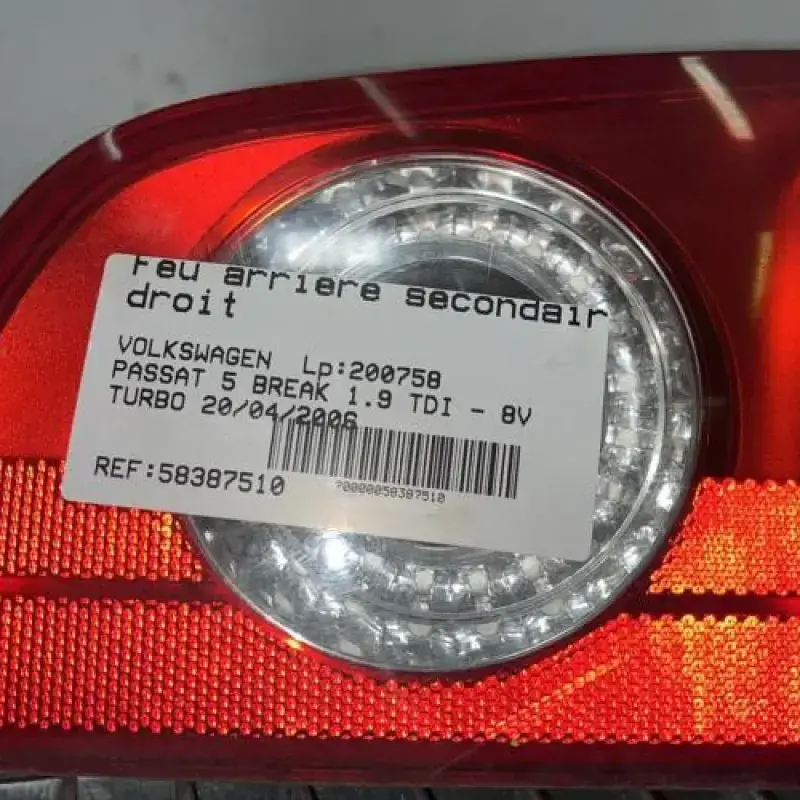 Feu arriere secondair
droit
VOLKSWAGEN Lp:200758
PASSAT 5 BREAK 1.9 TDI - 8V
TURBO 20/04/2006
REF:58387510
70000058387510